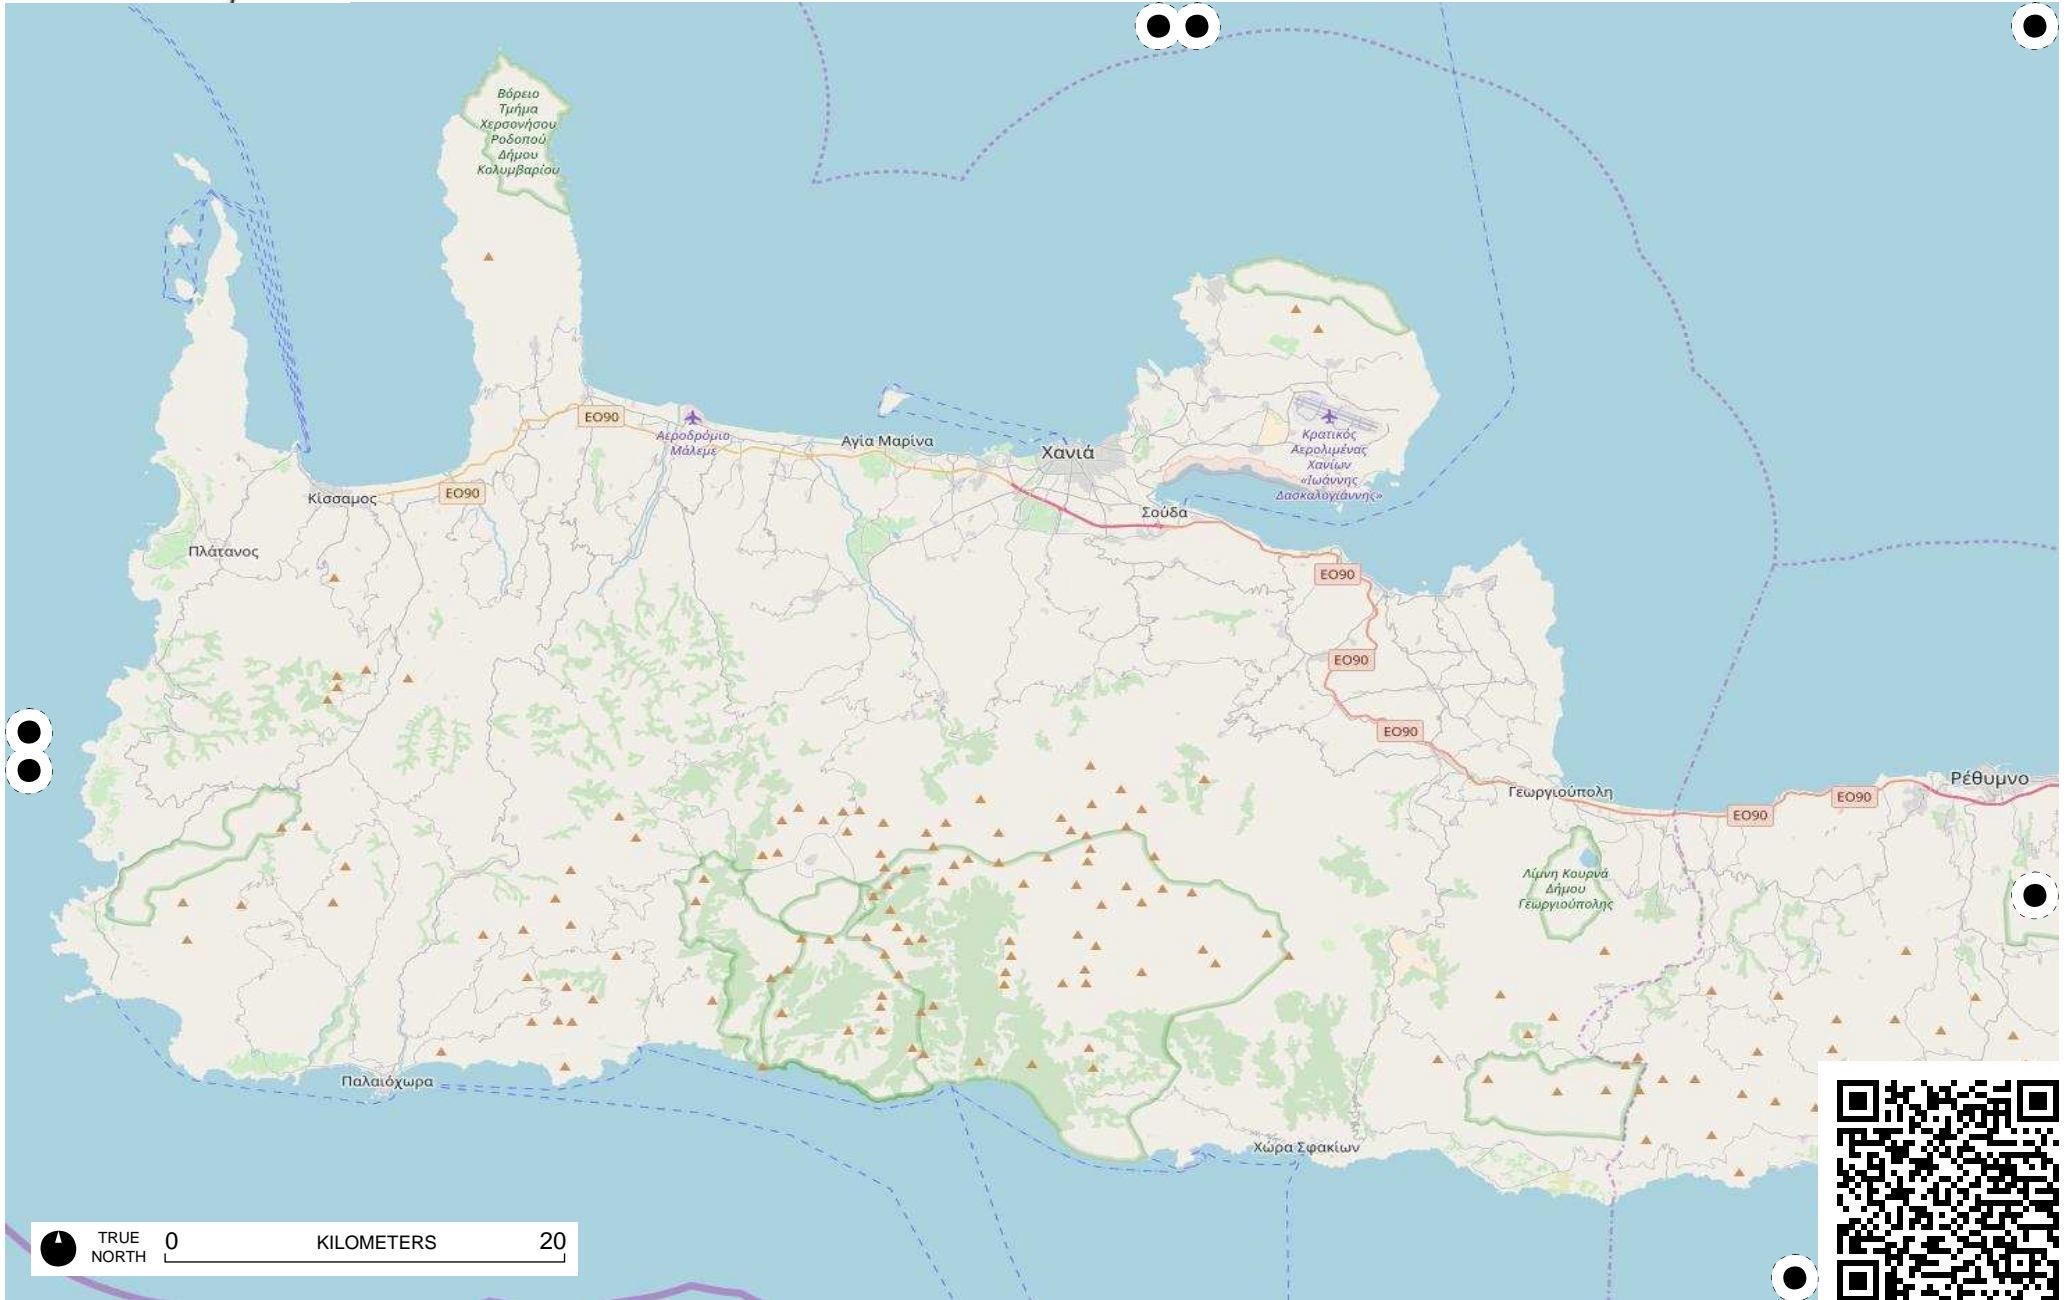 Βόρειο
Τμήμα
Χερσονήσου
Ροδοπού
Δήμου
Κολυμβαρίου
EO90
Αεροδρόμιο
Μάλεμε
Αγία Μαρίνα
Χανιά
Κρατικός
Αερολιμένας
Χανίων
«Ιωάννης
Δασκαλογιάννης»
Κίσσαμος
EO90
Σούδα
Πλάτανος
EO90
EO90
EO90
Γεωργιούπολη
Ρέθυμνο
EO90
EO90
Λίμνη Κουρνά
Δήμου
Γεωργιούπολης
Παλαιόχωρα
Χώρα Σφακίων
TRUE
NORTH
0 KILOMETERS 20